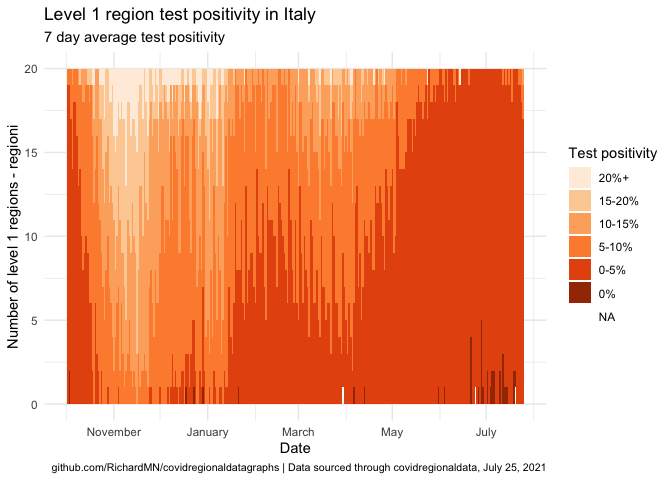 Level 1 region test positivity in Italy
7 day average test positivity
Number of level 1 regions - regioni
20
15
10
5
0
November
January
March
May
July
Date
Test positivity
20%+
15-20%
10-15%
5-10%
0-5%
0%
NA
github.com/RichardMN/covidregionaldatagraphs | Data sourced through covidregionaldata, July 25, 2021